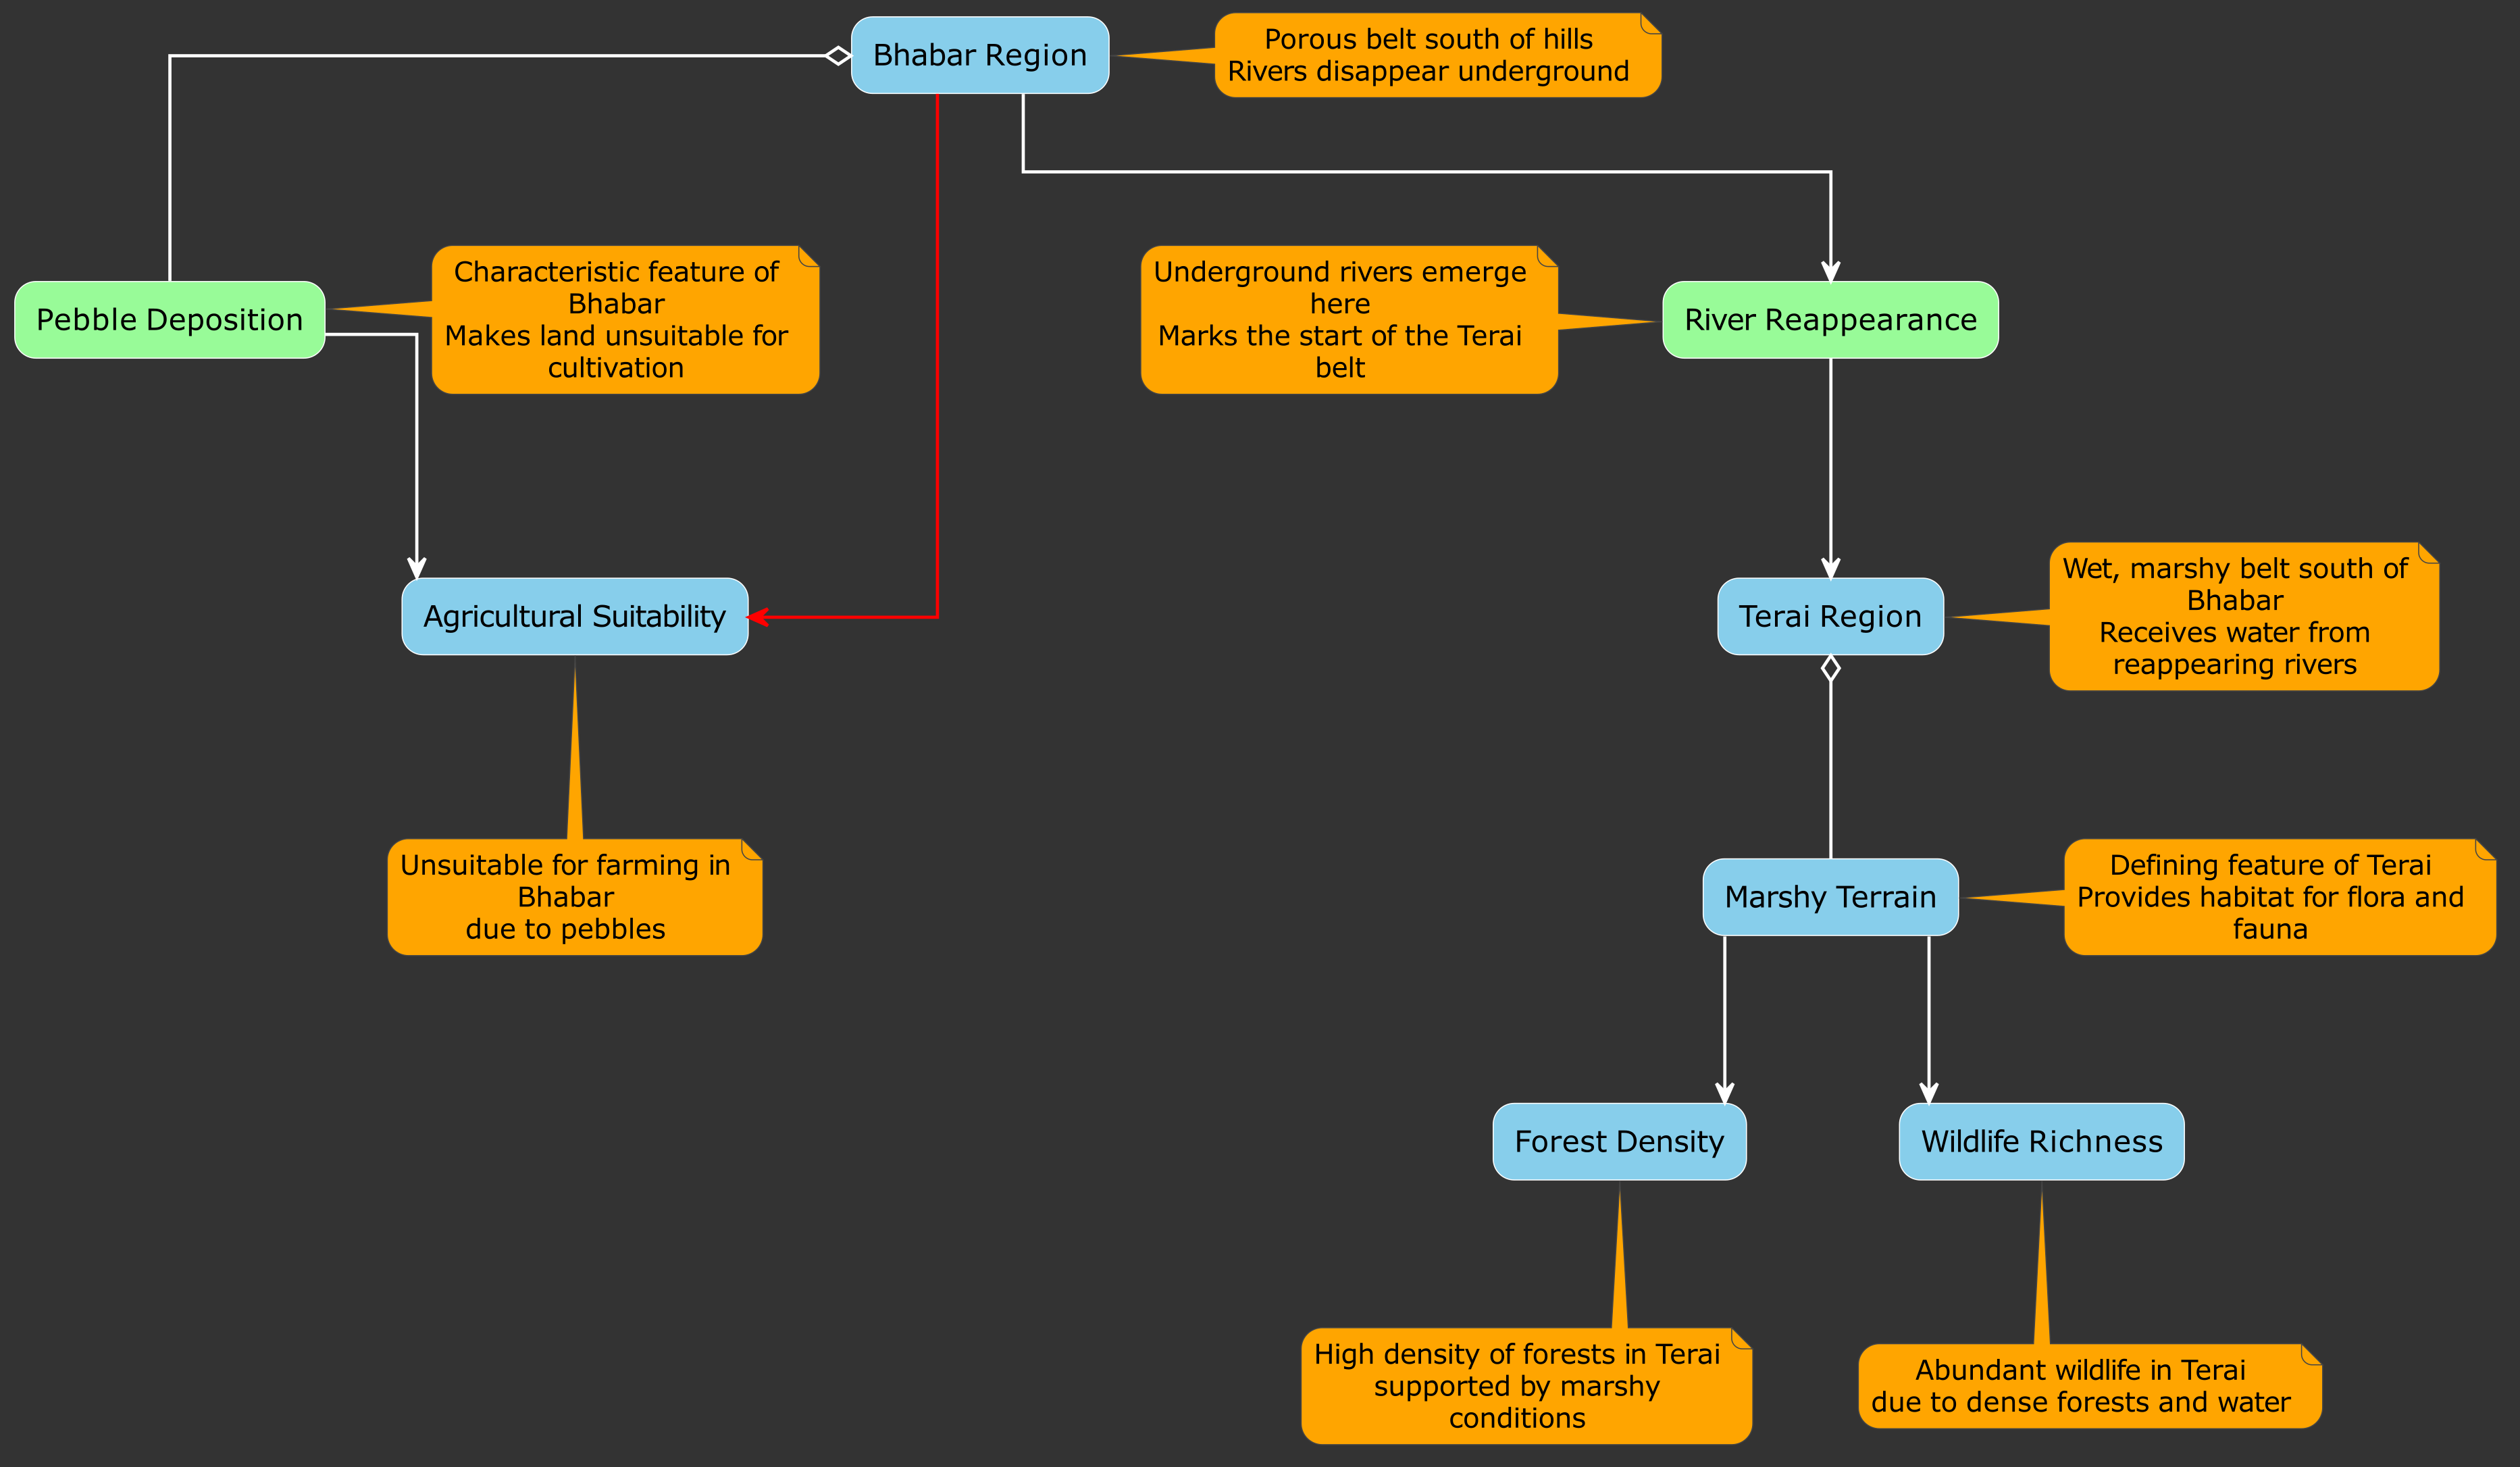 Bhabar Region
Porous belt south of hills
Rivers disappear underground
Pebble Deposition
Characteristic feature of
Bhabar
Makes land unsuitable for
cultivation
Underground rivers emerge
here
Marks the start of the Terai
belt
River Reappearance
Agricultural Suitability
Terai Region
Wet, marshy belt south of
Bhabar
Receives water from
reappearing rivers
Unsuitable for farming in
Bhabar
due to pebbles
Marshy Terrain
Defining feature of Terai
Provides habitat for flora and
fauna
Forest Density
Wildlife Richness
High density of forests in Terai
supported by marshy
conditions
Abundant wildlife in Terai
due to dense forests and water